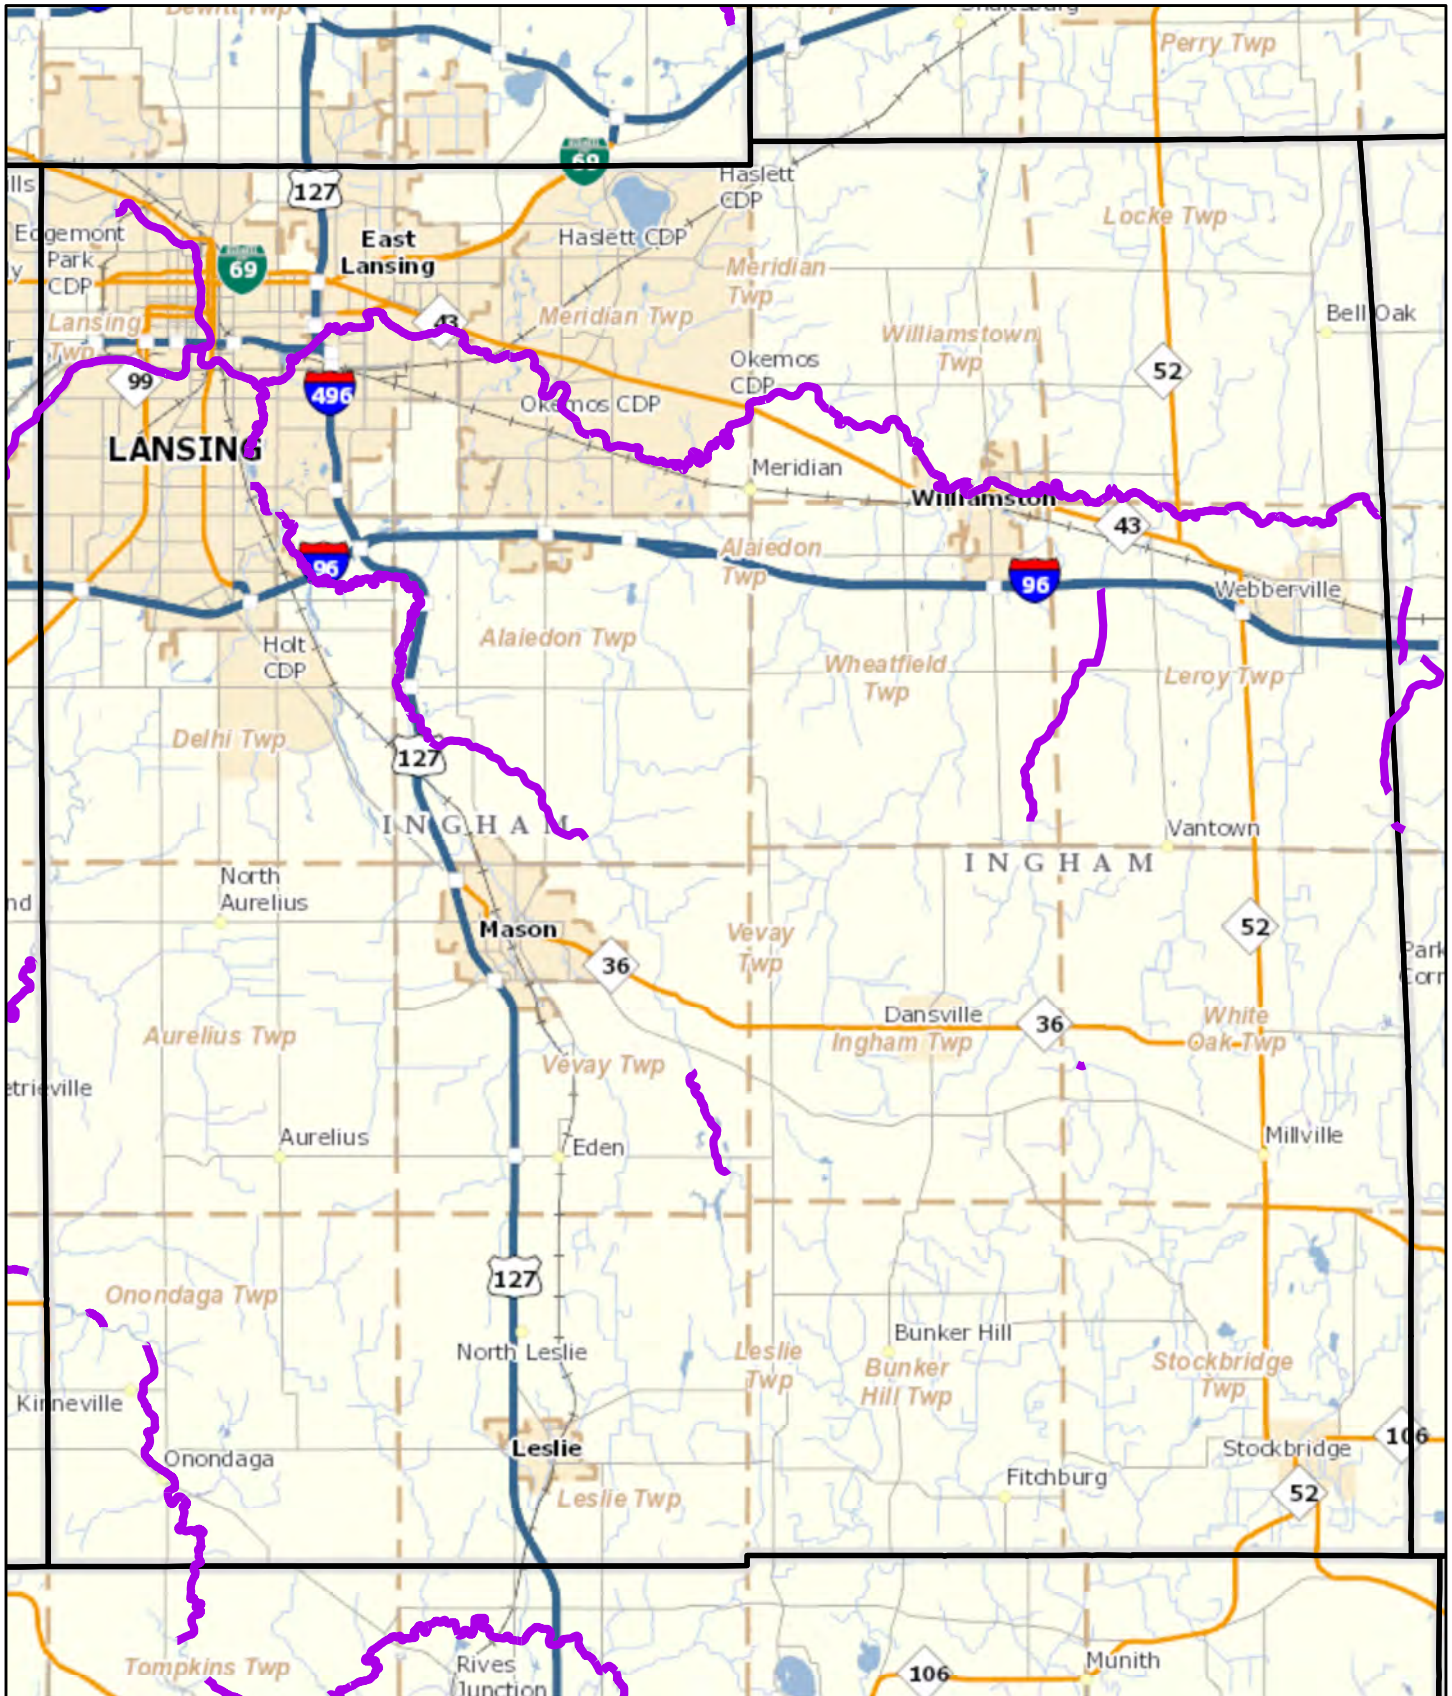 Perry Twp
69
Haslett
CDP
127
Locke Twp
Edgemont
Park
CDP
East
Lansing
Haslett CDP
69
Meridian
Twp
Lansing
Twp
43
Meridian Twp
Williamstown
Twp
Bell Oak
Okemos
CDP
99
496
Okemos CDP
52
LANSING
Meridian
Williamston
43
96
Alaiedon
Twp
96
Webberville
Holt
CDP
Alaiedon Twp
Wheatfield
Twp
Leroy Twp
Delhi Twp
127
INGHAM
Vantown
INGHAM
North
Aurelius
Mason
52
Vevay
Twp
36
Dansville
36
White
Oak Twp
Aurelius Twp
Ingham Twp
Vevay Twp
etrieville
Aurelius
Eden
Millville
127
Onondaga Twp
North Leslie
Leslie
Twp
Bunker Hill
Bunker
Hill Twp
Stockbridge
Twp
Kinneville
Onondaga
Leslie
Stockbridge
106
Leslie Twp
Fitchburg
52
Tompkins Twp
Rives
Junction
106
Munith